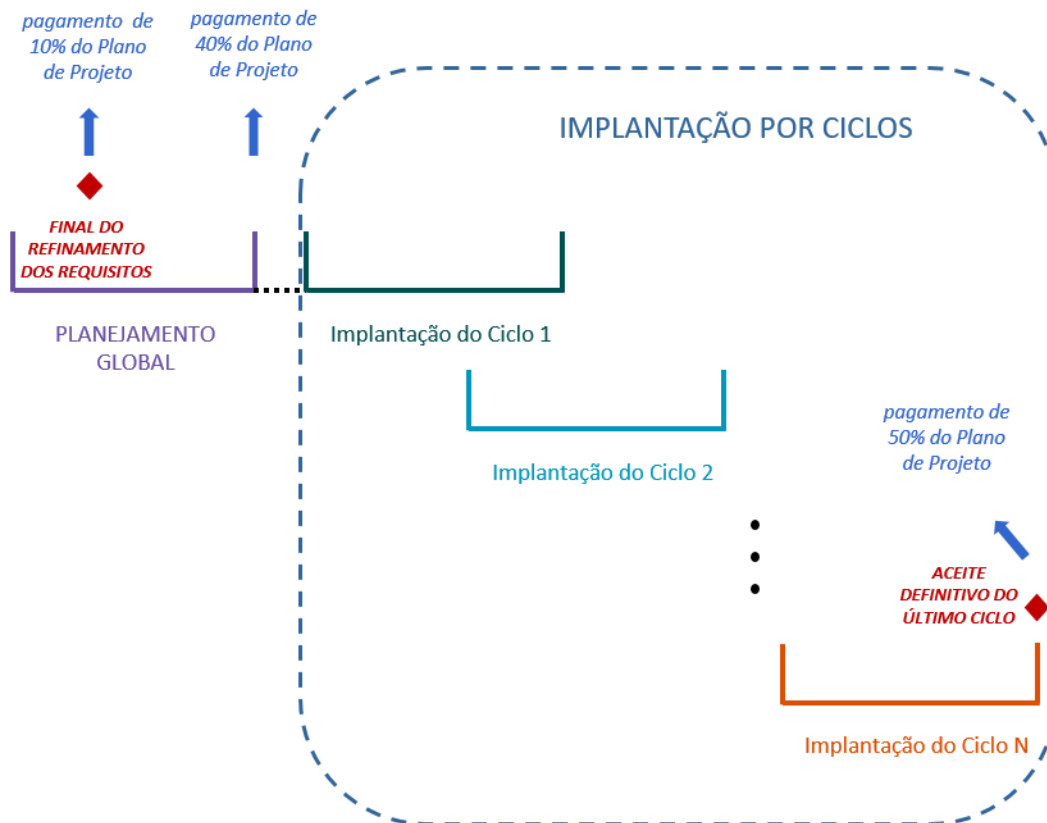 pagamento de
10% do Plano
de Projeto
pagamento de
40% do Plano
de Projeto
IMPLANTAÇÃO POR CICLOS
FINAL DO
REFINAMENTO
DOS REQUISITOS
PLANEJAMENTO
GLOBAL
Implantação do Ciclo 1
Implantação do Ciclo 2
pagamento de
50% do Plano
de Projeto
ACEITE
DEFINITIVO DO
ÚLTIMO CICLO
Implantação do Ciclo N